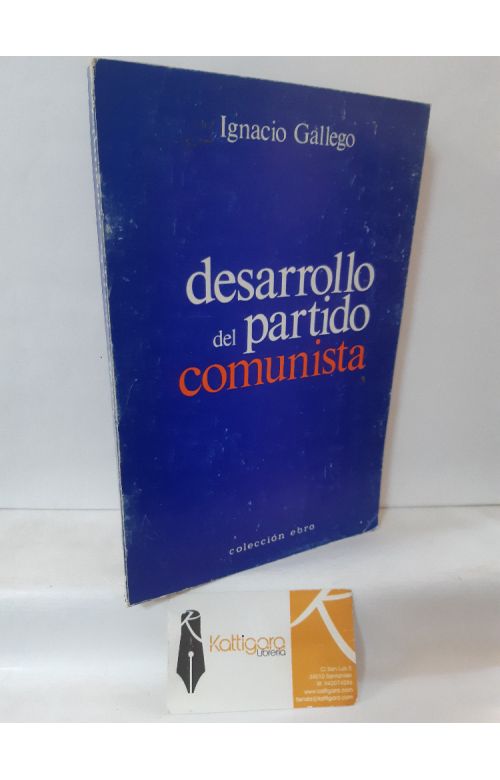 Ignacio Gallego
desarrollo
del partido
comunista
colección ebro
Kattigara
Librería
www.kattigara.com